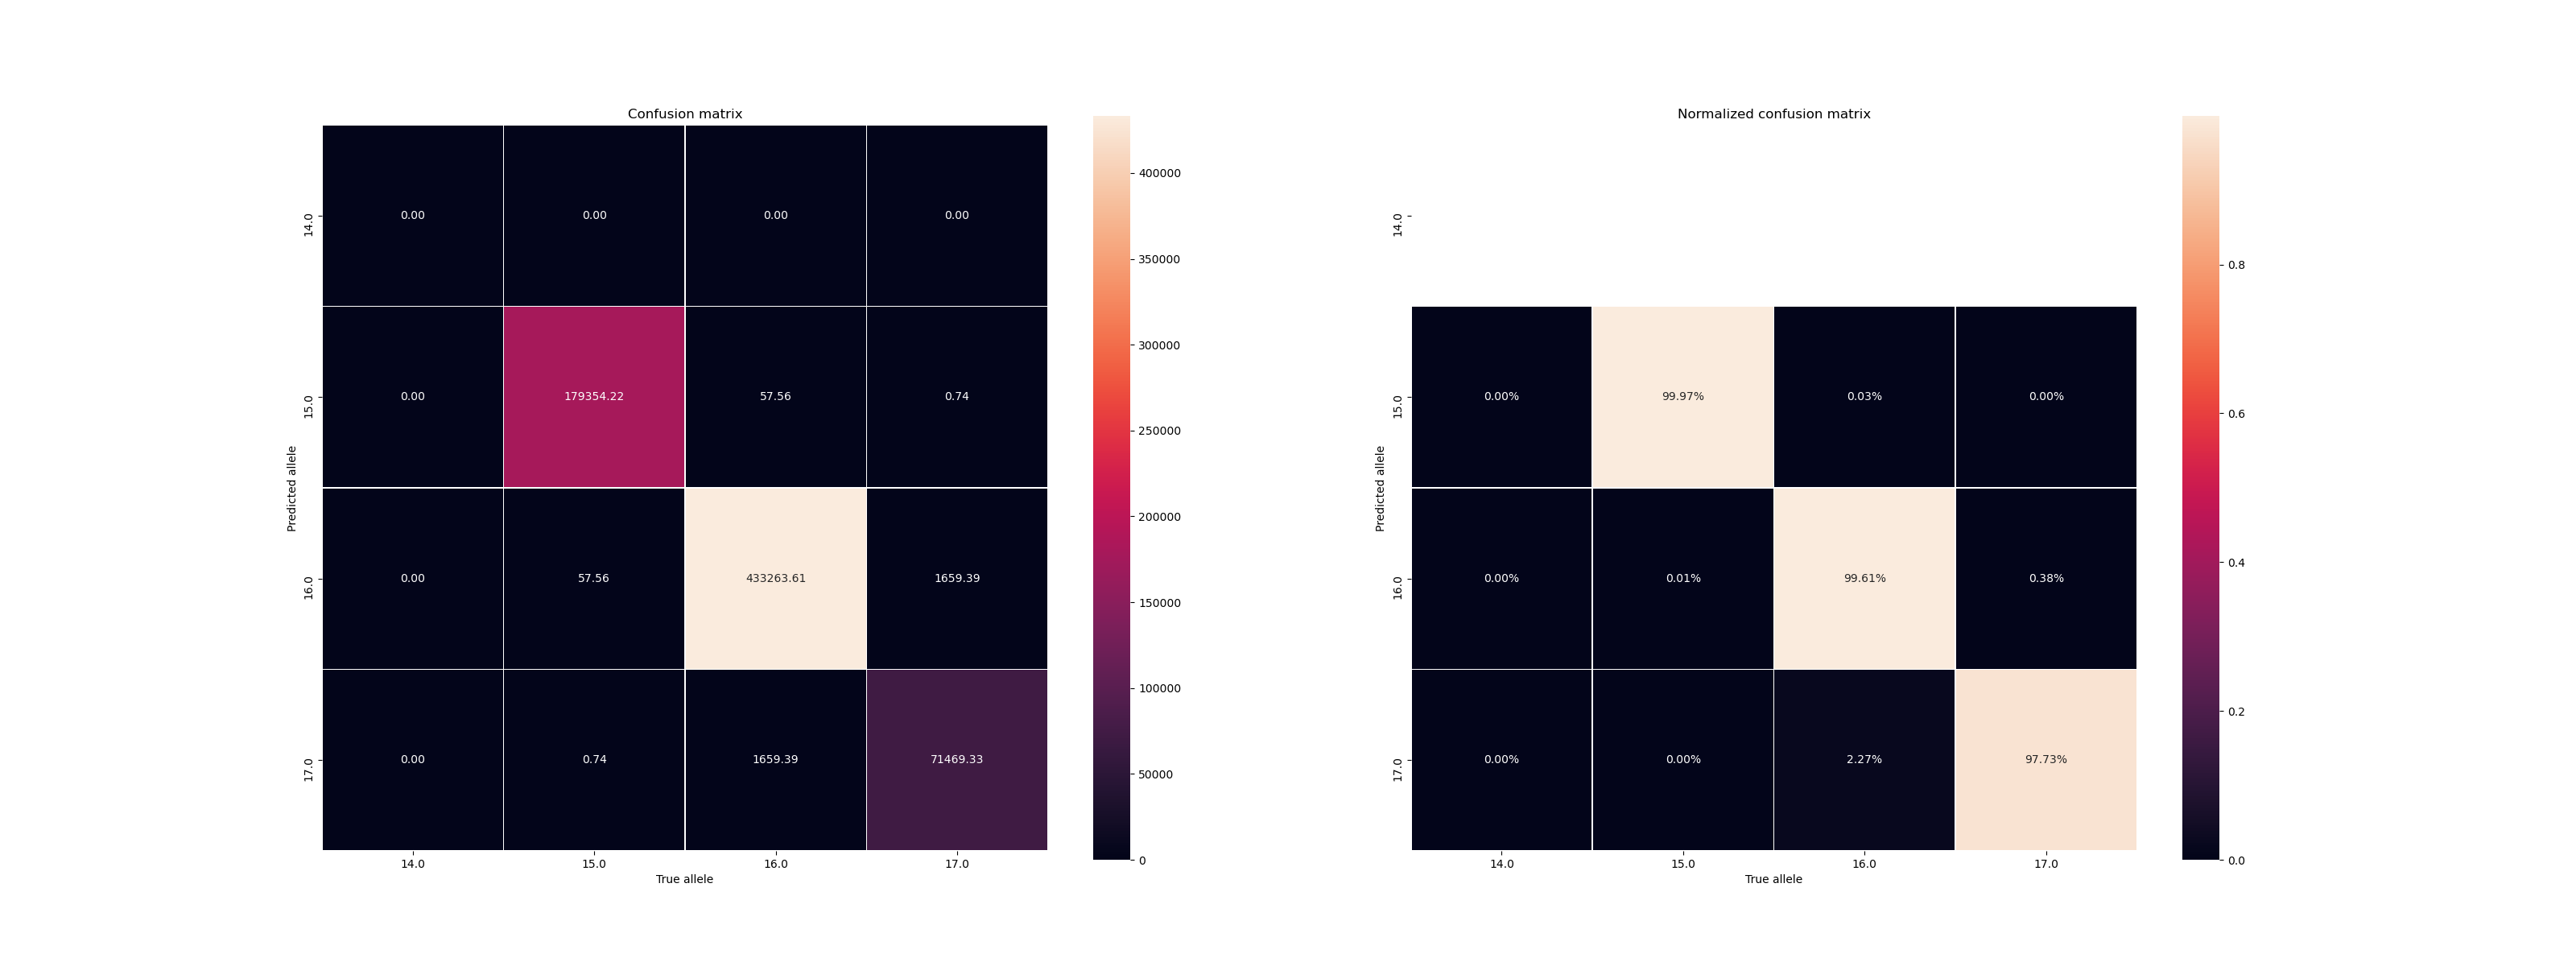 Confusion matrix
14.0
0.00 0.00 0.00 0.00
15.0
0.00 179354.22 57.56 0.74
16.0
0.00 57.56 433263.61 1659.39
17.0
0.00 0.74 1659.39 71469.33
Predicted allele
14.0 15.0 16.0 17.0
True allele
400000
350000
300000
250000
200000
150000
100000
50000
0
Normalized confusion matrix
14.0
15.0
0.00% 99.97% 0.03% 0.00%
16.0
0.00% 0.01% 99.61% 0.38%
17.0
0.00% 0.00% 2.27% 97.73%
Predicted allele
14.0 15.0 16.0 17.0
True allele
0.8
0.6
0.4
0.2
0.0